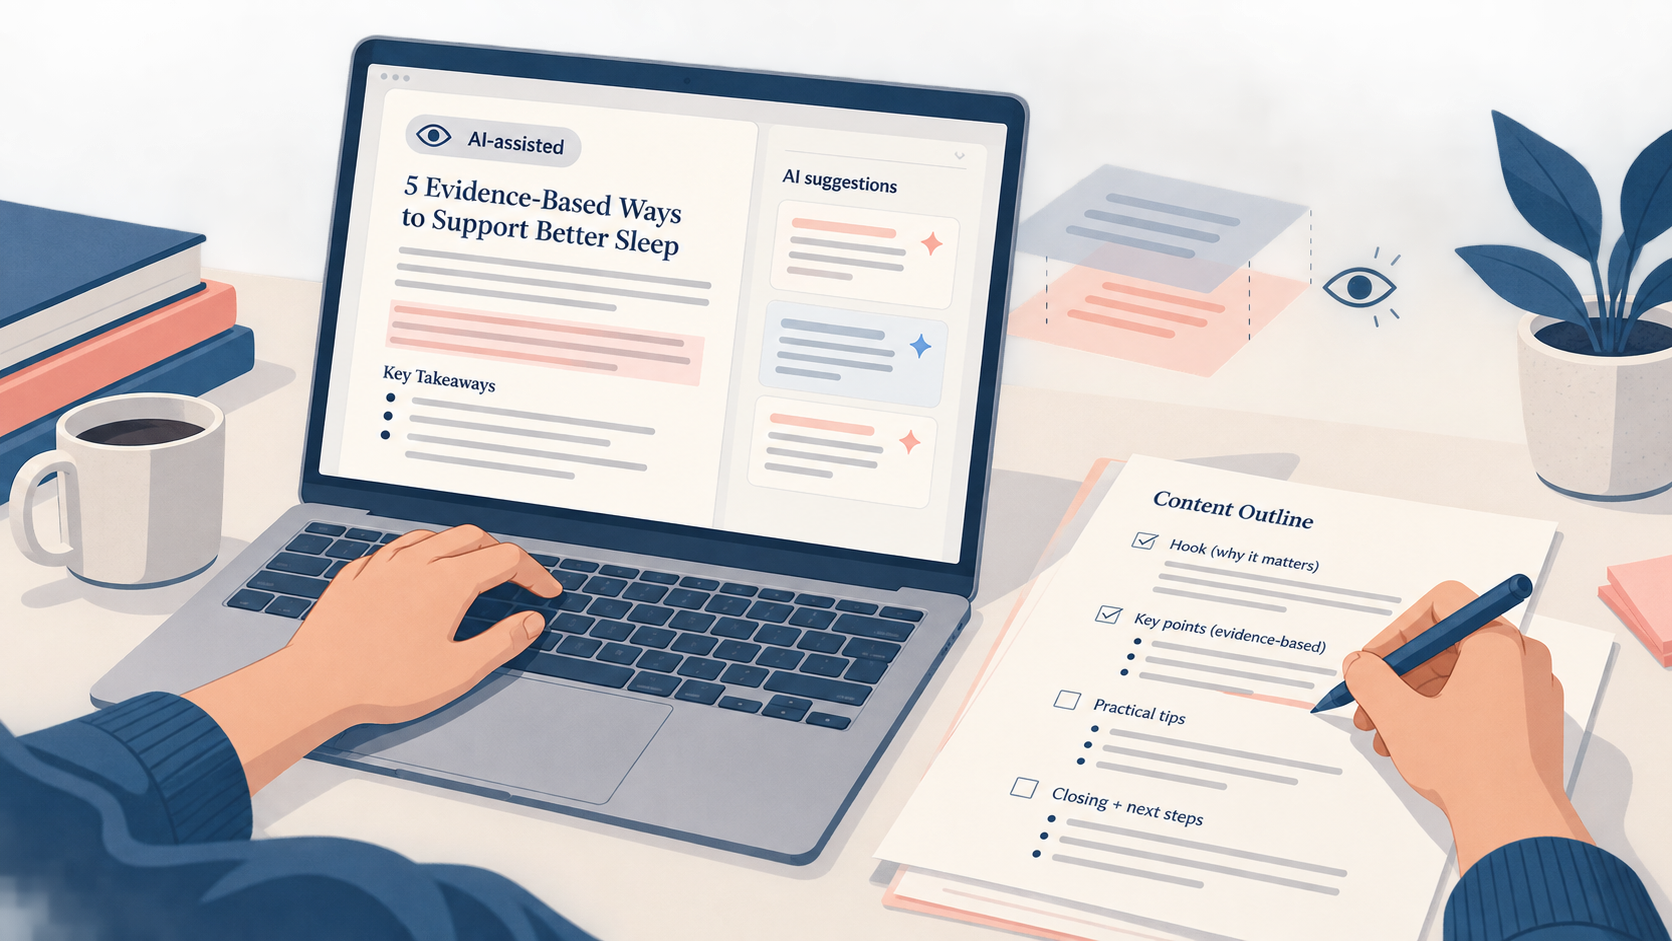 AI-assisted
5 Evidence-Based Ways
to Support Better Sleep
Key Takeaways
AI suggestions
Content Outline
Hook (why it matters)
Key points (evidence-based)
Practical tips
Closing + next steps